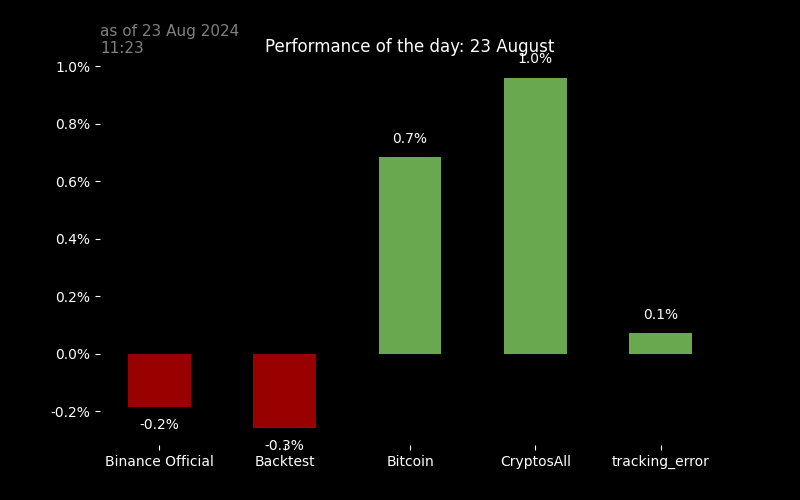 as of 23 Aug 2024
11:23
Performance of the day: 23 August
1.0%
0.8%
0.6%
0.4%
0.2%
0.0%
-0.2%
-0.2%
-0.3%
0.7%
1.0%
0.1%
Binance Official
Backtest
Bitcoin
CryptosAll
tracking_error